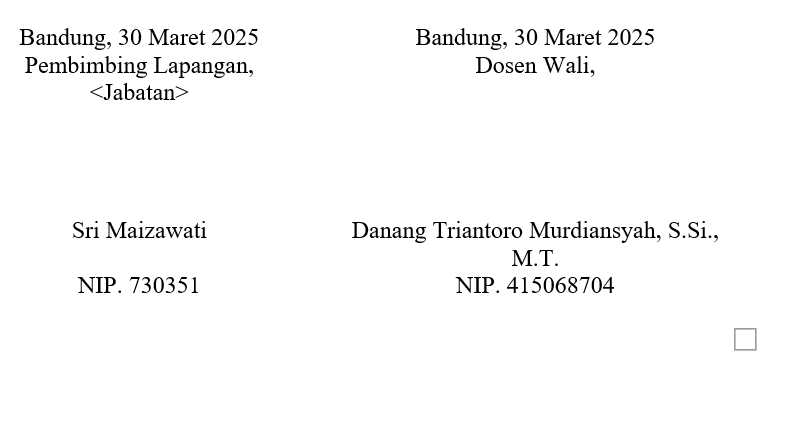 Bandung, 30 Maret 2025
Pembimbing Lapangan,
<Jabatan>
Sri Maizawati
NIP. 730351
Bandung, 30 Maret 2025
Dosen Wali,
Danang Triantoro Murdiansyah, S.Si.,
M.T.
NIP. 415068704